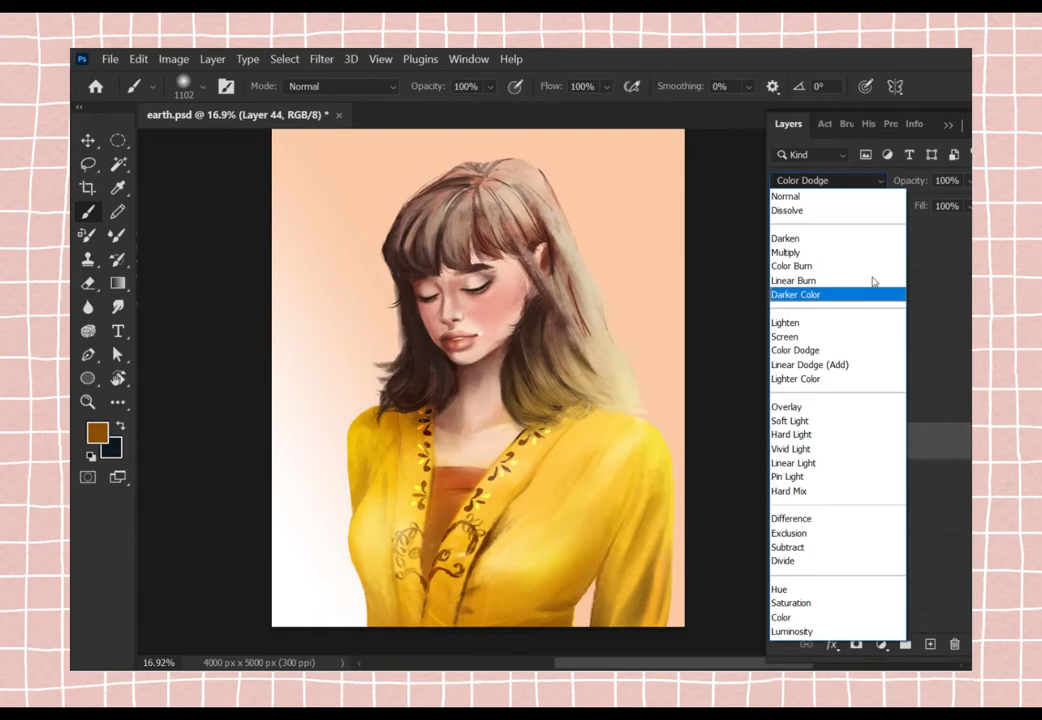 Ps File Edit Image Layer Type Select Filter 3D View Plugins Window Help
1102 Mode: Normal Opacity: 100% Flow: 100% Smoothing: 0% 0°
earth.psd @ 16.9% (Layer 44, RGB/8) * ×
Layers Act Bru His Prc Info
Kind
Color Dodge Opacity: 100%
Fill: 100%
Normal
Dissolve
Darken
Multiply
Color Burn
Linear Burn
Darker Color
Lighten
Screen
Color Dodge
Linear Dodge (Add)
Lighter Color
Overlay
Soft Light
Hard Light
Vivid Light
Linear Light
Pin Light
Hard Mix
Difference
Exclusion
Subtract
Divide
Hue
Saturation
Color
Luminosity
fx
16.92% 4000 px x 5000 px (300 ppi)